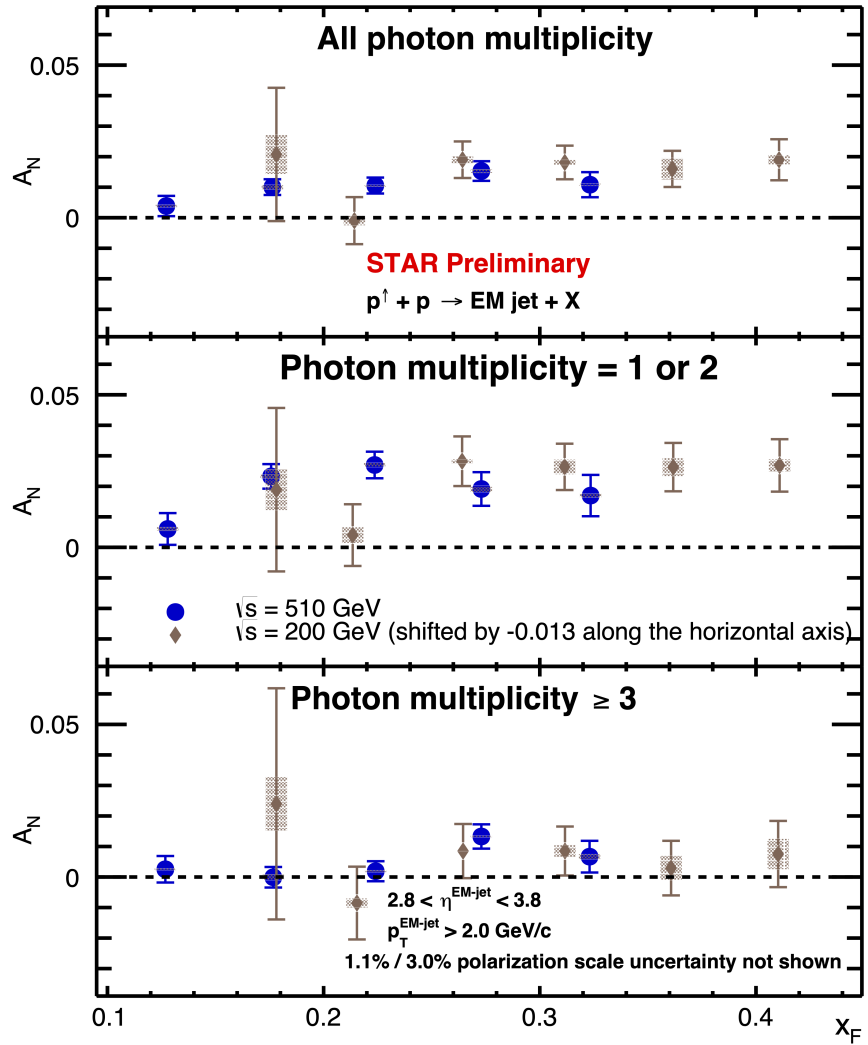 All photon multiplicity
0.05
A_N
0
STAR Preliminary
p^↑ + p → EM jet + X
Photon multiplicity = 1 or 2
0.05
A_N
0
√s = 510 GeV
√s = 200 GeV (shifted by -0.013 along the horizontal axis)
Photon multiplicity ≥ 3
0.05
A_N
0
2.8 < η^EM-jet < 3.8
p_T^EM-jet > 2.0 GeV/c
1.1% / 3.0% polarization scale uncertainty not shown
0.1 0.2 0.3 0.4 x_F